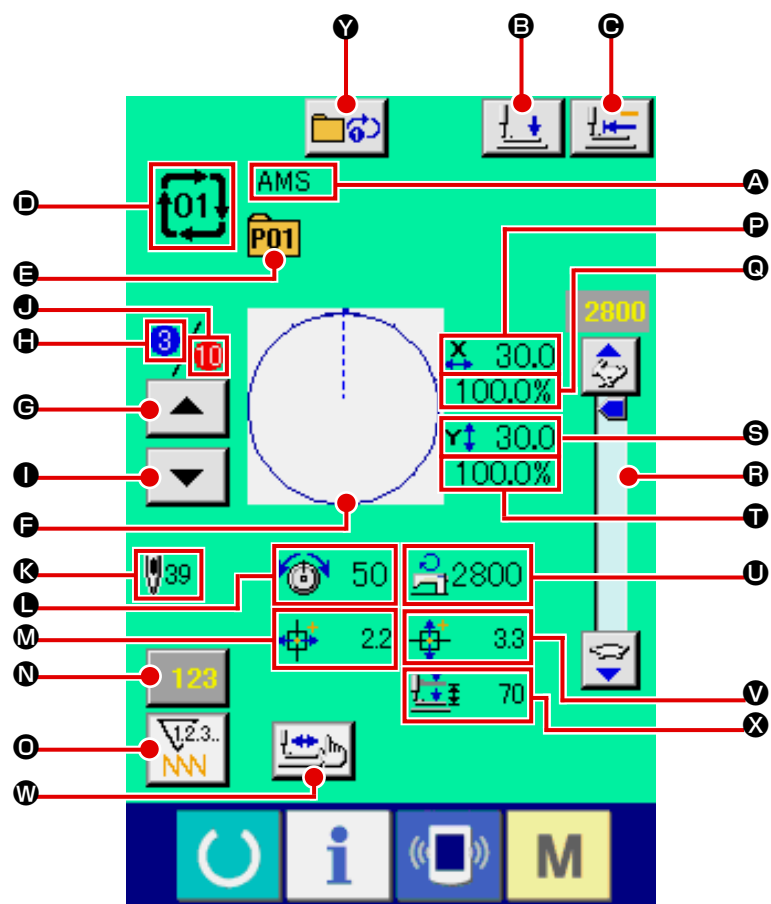 Y B C
AMS A
D 01
P01
E
P
Q
J
H 3 / 10
2800
X 30.0
100.0%
G
Y 30.0 S
I
100.0% R
F T
K 39
50 2800 U
L
M 2.2 3.3
N 123
70 V
X
O 1.2.3..
W
i M